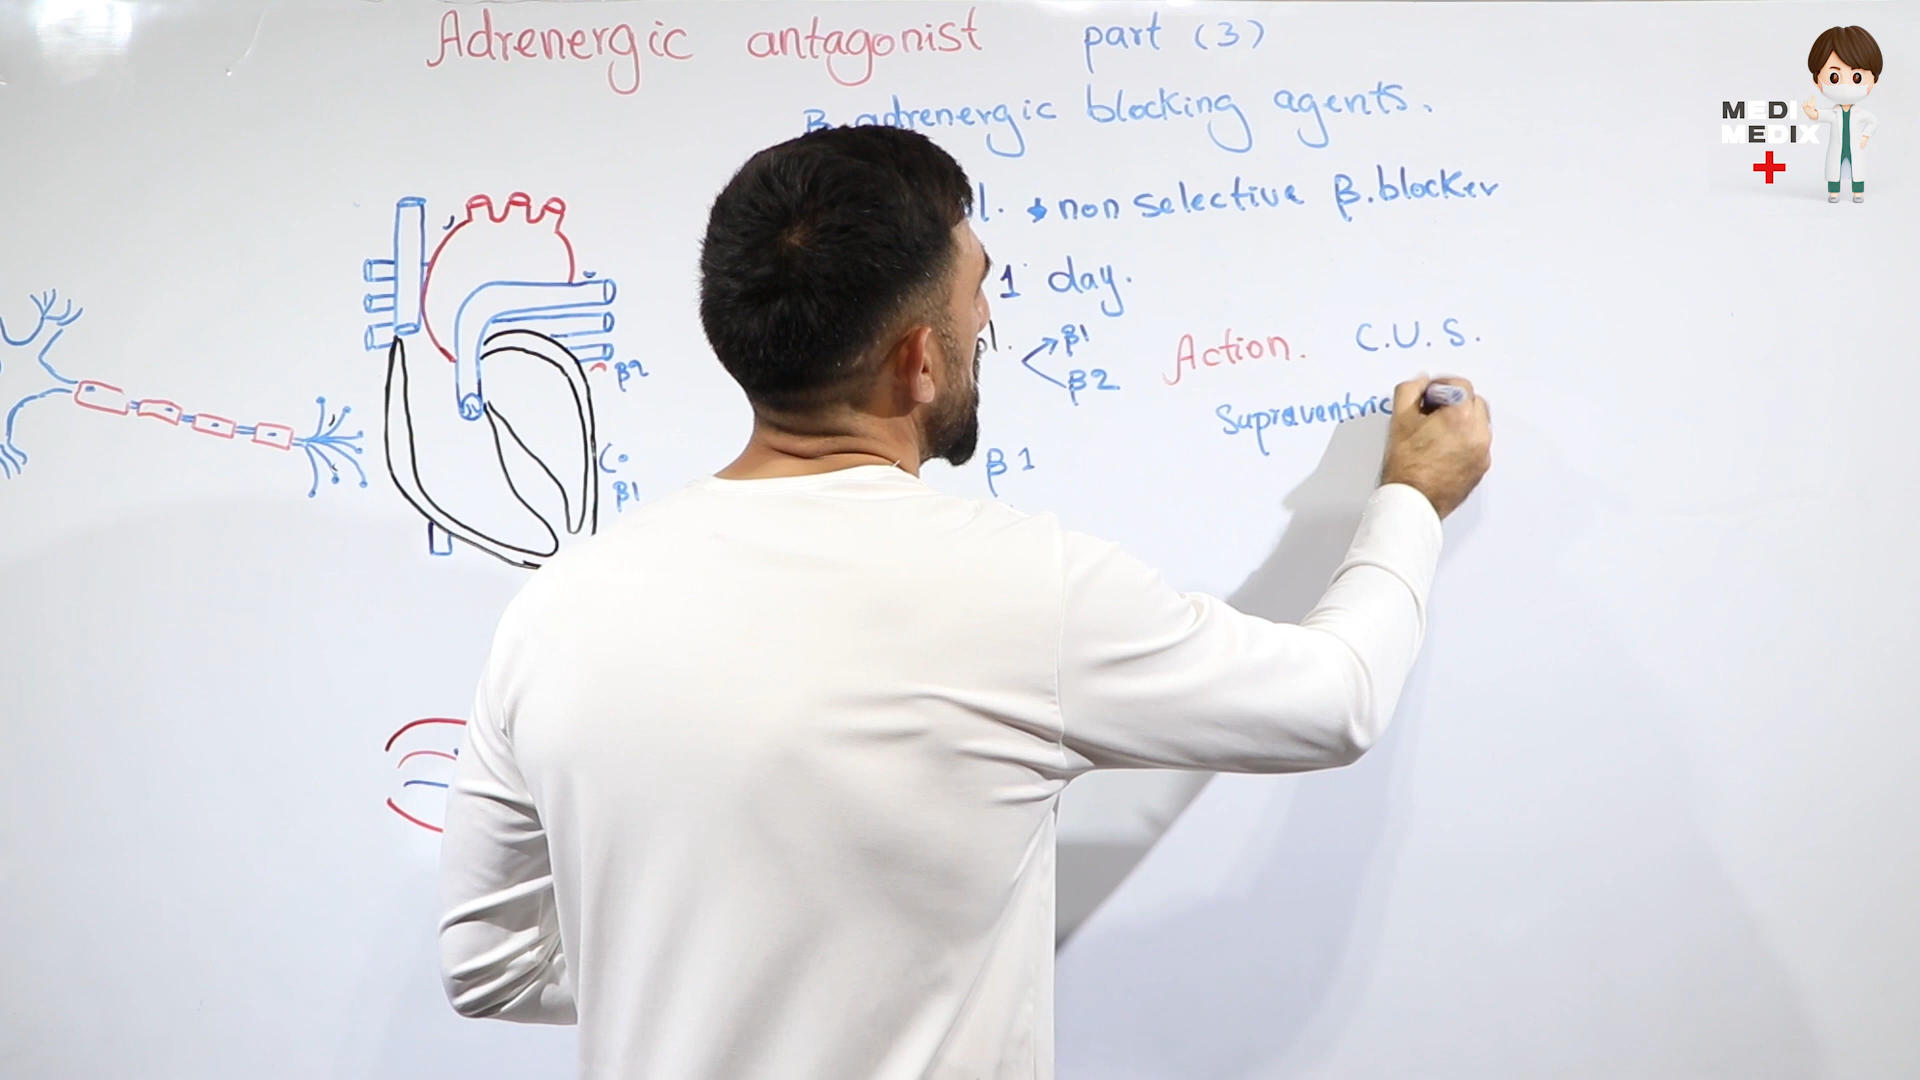 Adrenergic antagonist part (3)
B. adrenergic blocking agents.
non selective β.blocker
1 day.
β1
β2
Action. C.U.S.
Supraventric
β2
β1
β1
MEDI
MEDIX